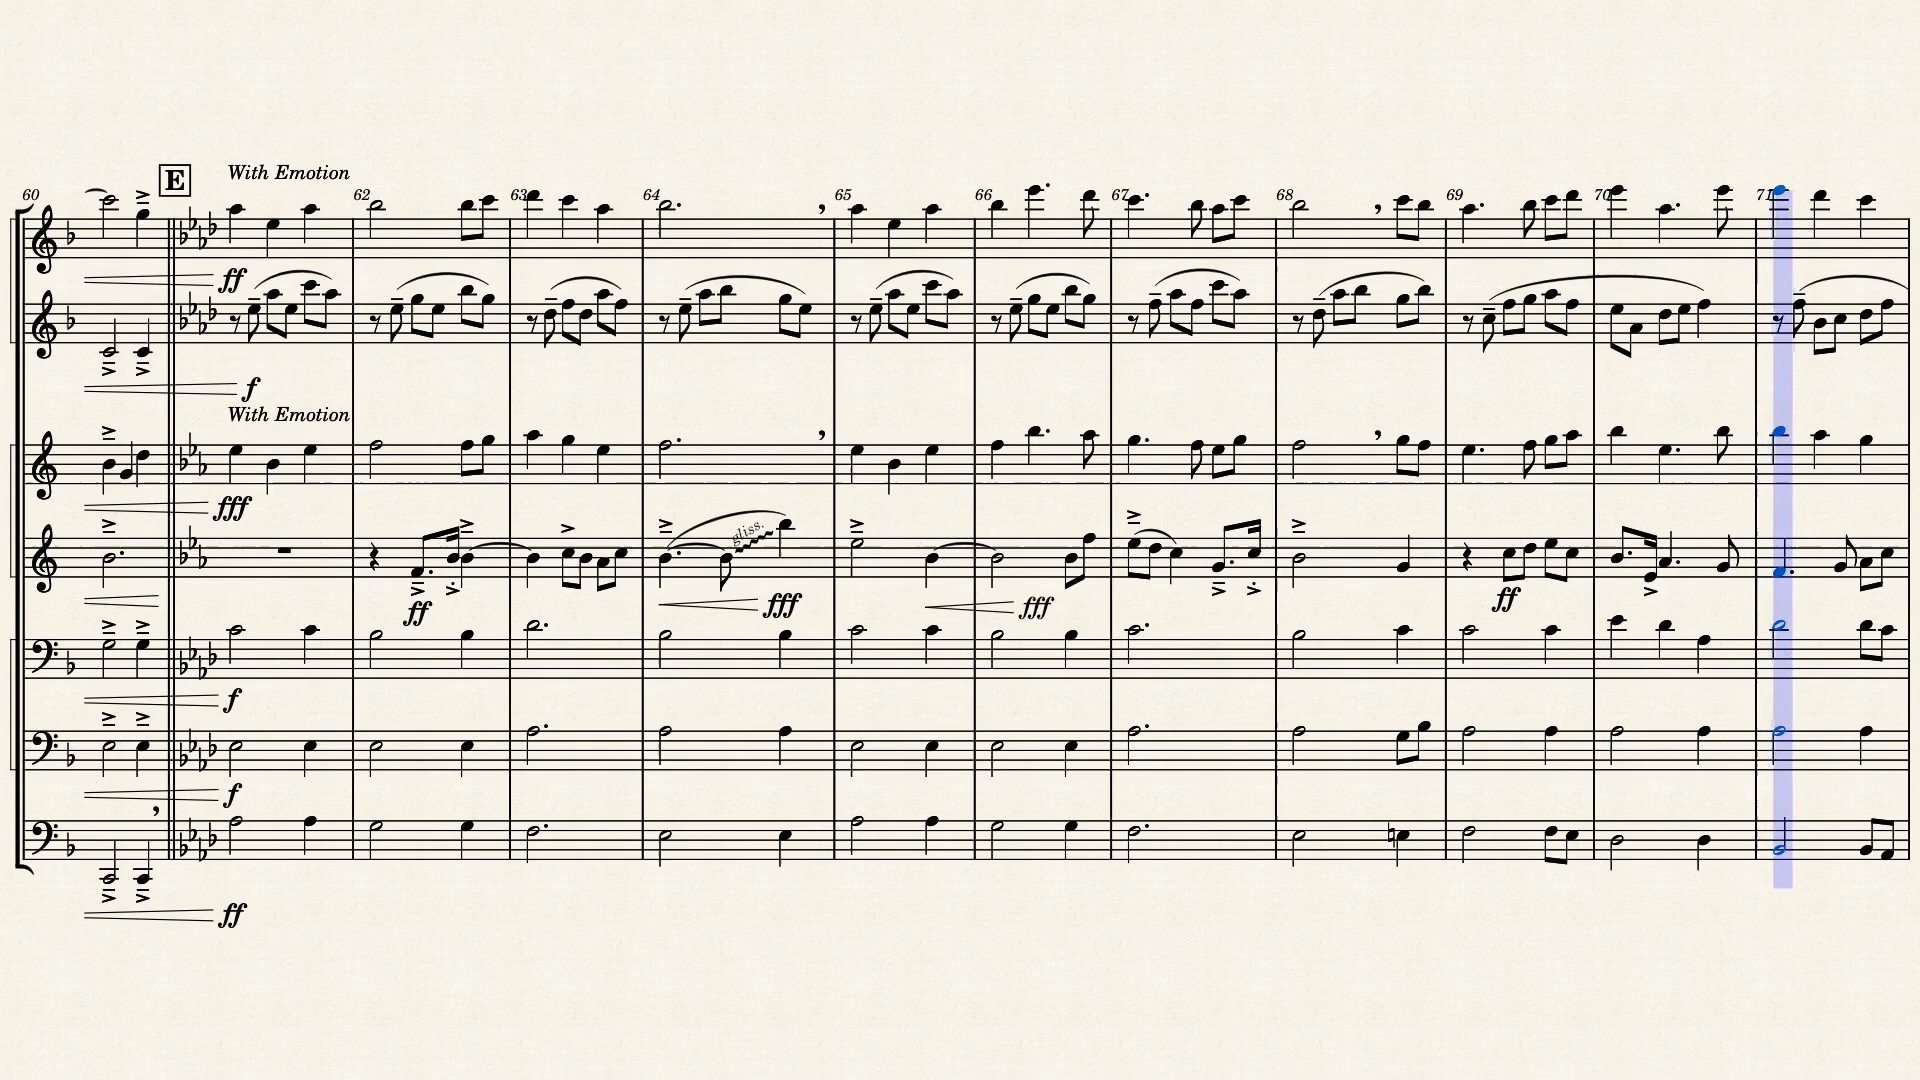 With Emotion
E
60 62 63 64 65 66 67 68 69 70 71
ff
f
With Emotion
fff
gliss.
ff fff fff ff
f
f
ff